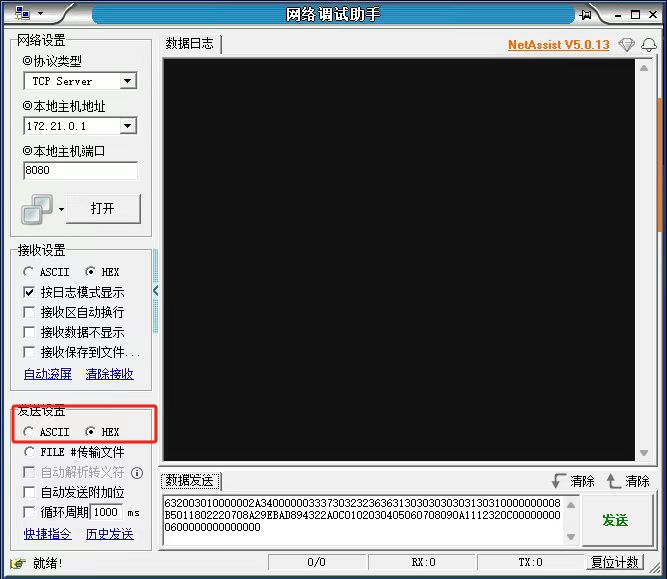 网络调试助手
网络设置
协议类型
TCP Server
本地主机地址
172.21.0.1
本地主机端口
8080
打开
接收设置
ASCII HEX
按日志模式显示
接收区自动换行
接收数据不显示
接收保存到文件...
自动滚屏 清除接收
发送设置
ASCII HEX
FILE #传输文件
自动解析转义符
自动发送附加位
循环周期 1000 ms
快捷指令 历史发送
数据日志
NetAssist V5.0.13
数据发送 清除 清除
632003010000002A34000000333730323236363131303030303031303100000000008
B5011802220708A29EBAD894322A0C0102030405060708090A1112320C00000000
06000000000000000
发送
就绪! 0/0 RX:0 TX:0 复位计数